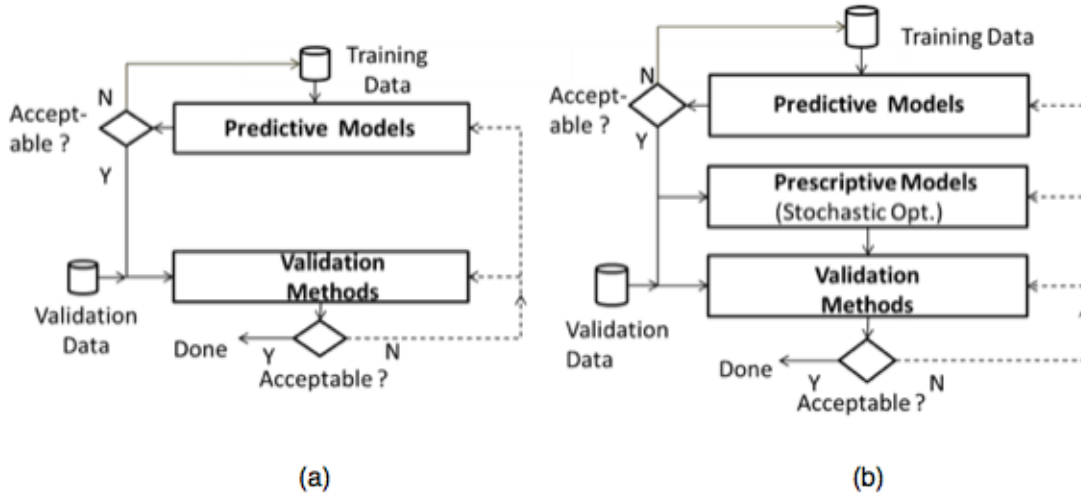 Training
Data
N
Accept-
able ?
Predictive Models
Y
Validation
Methods
Validation
Data
Done
Y
N
Acceptable ?
(a)
Training Data
N
Accept-
able ?
Predictive Models
Y
Prescriptive Models
(Stochastic Opt.)
Validation
Methods
Validation
Data
Done
Y
N
Acceptable ?
(b)